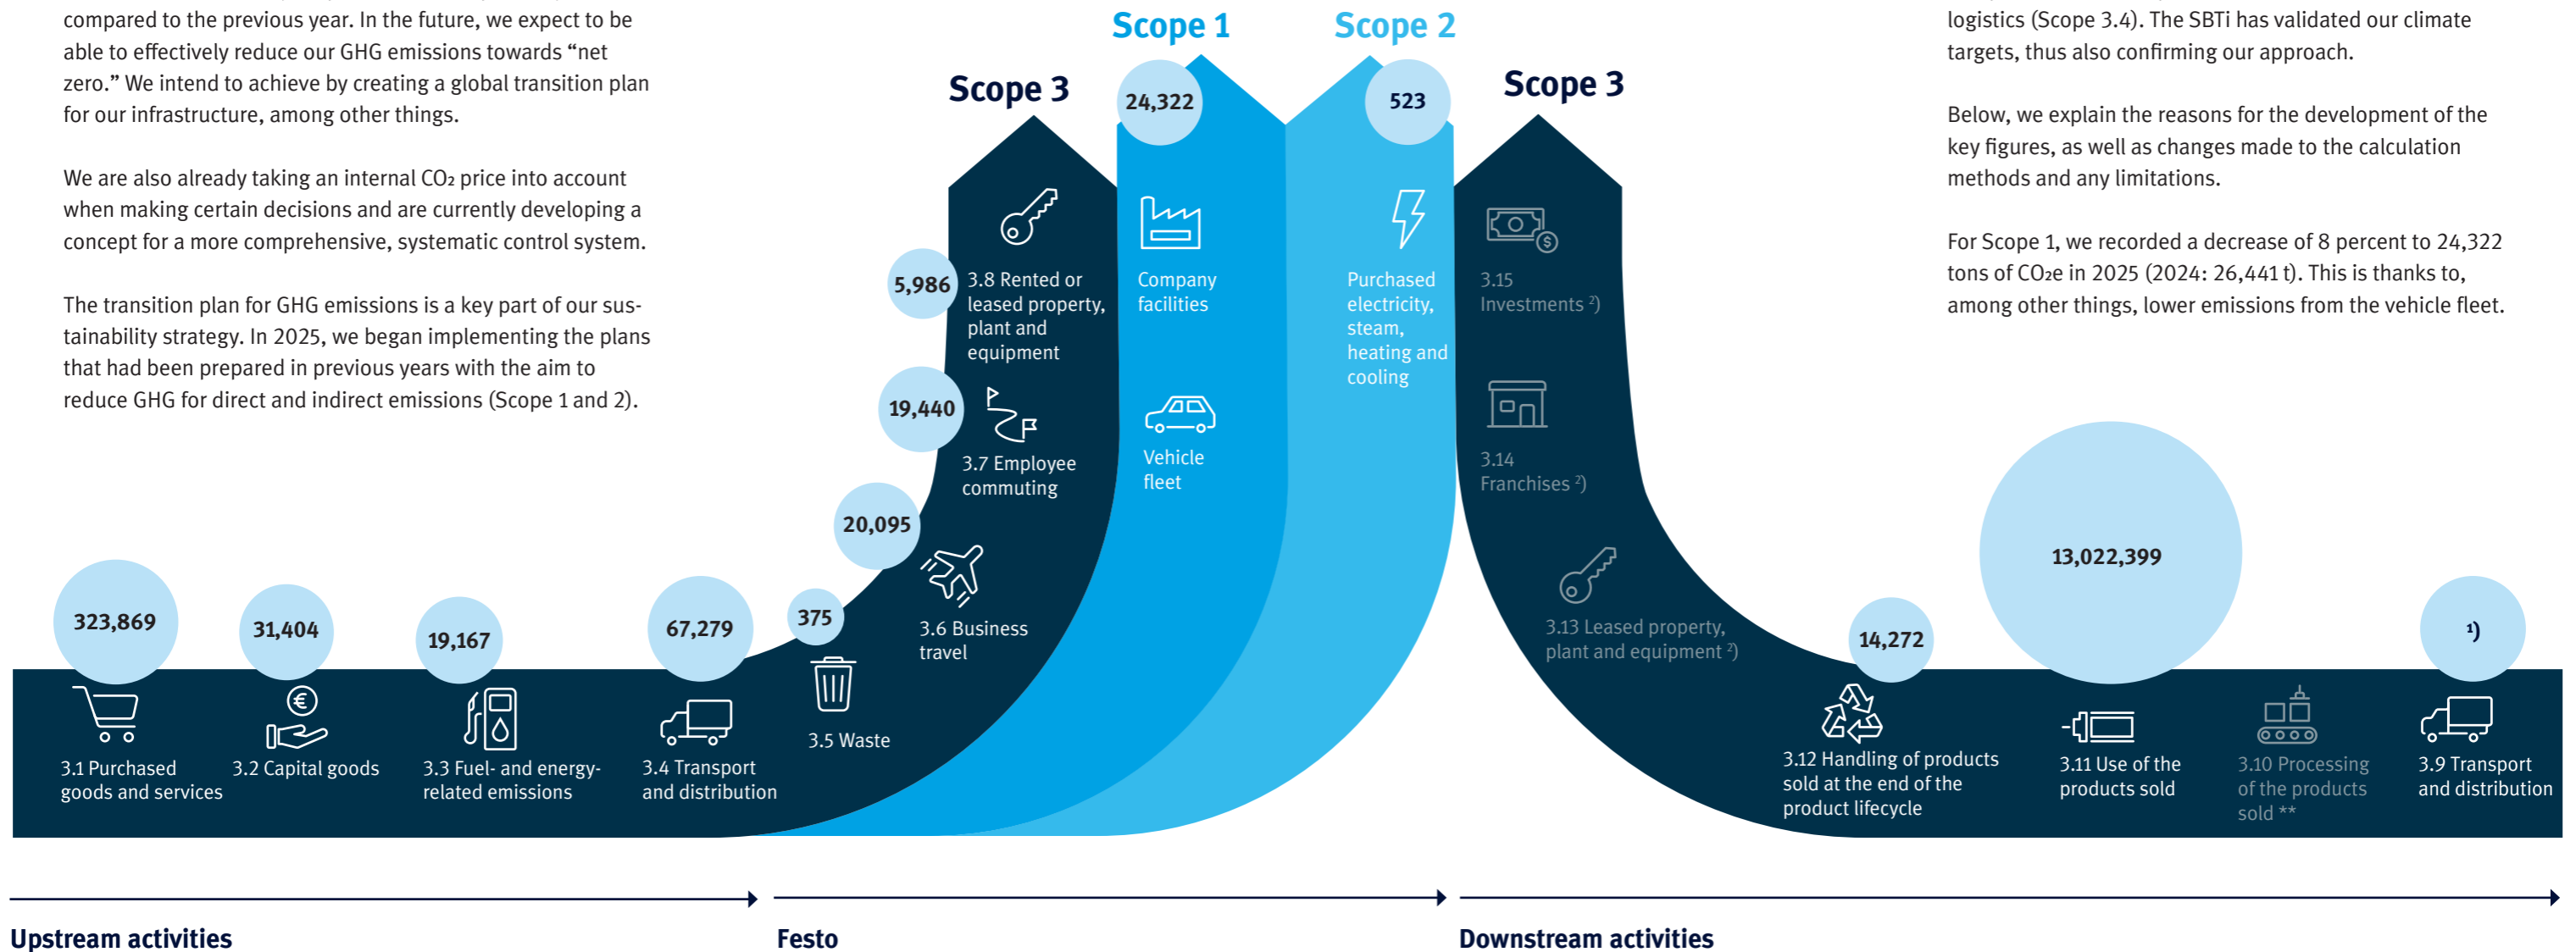 compared to the previous year. In the future, we expect to be
able to effectively reduce our GHG emissions towards “net
zero.” We intend to achieve by creating a global transition plan
for our infrastructure, among other things.
We are also already taking an internal CO₂ price into account
when making certain decisions and are currently developing a
concept for a more comprehensive, systematic control system.
The transition plan for GHG emissions is a key part of our sus-
tainability strategy. In 2025, we began implementing the plans
that had been prepared in previous years with the aim to
reduce GHG for direct and indirect emissions (Scope 1 and 2).
logistics (Scope 3.4). The SBTi has validated our climate
targets, thus also confirming our approach.
Below, we explain the reasons for the development of the
key figures, as well as changes made to the calculation
methods and any limitations.
For Scope 1, we recorded a decrease of 8 percent to 24,322
tons of CO₂e in 2025 (2024: 26,441 t). This is thanks to,
among other things, lower emissions from the vehicle fleet.
Scope 3
Scope 1
Scope 2
Scope 3
323,869
3.1 Purchased
goods and services
31,404
3.2 Capital goods
19,167
3.3 Fuel- and energy-
related emissions
67,279
3.4 Transport
and distribution
375
3.5 Waste
20,095
3.6 Business
travel
19,440
3.7 Employee
commuting
5,986
3.8 Rented or
leased property,
plant and
equipment
24,322
Company
facilities
Vehicle
fleet
523
Purchased
electricity,
steam,
heating and
cooling
3.15
Investments ²)
3.14
Franchises ²)
3.13 Leased property,
plant and equipment ²)
14,272
3.12 Handling of products
sold at the end of the
product lifecycle
13,022,399
3.11 Use of the
products sold
3.10 Processing
of the products
sold **
¹)
3.9 Transport
and distribution
Upstream activities
Festo
Downstream activities